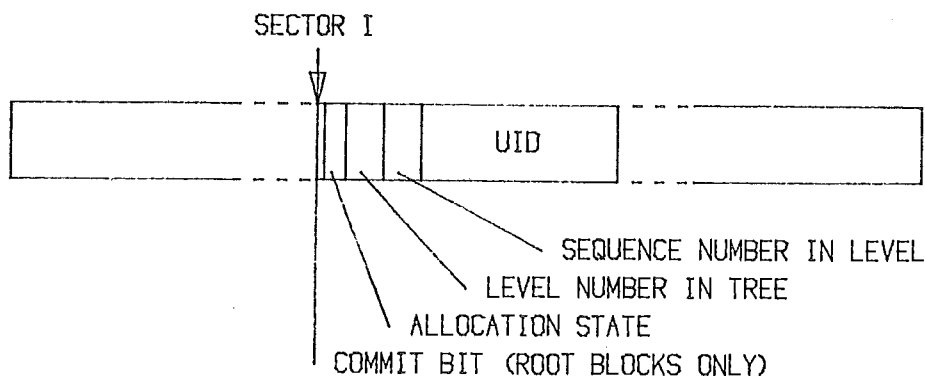 SECTOR I
UID
SEQUENCE NUMBER IN LEVEL
LEVEL NUMBER IN TREE
ALLOCATION STATE
COMMIT BIT (ROOT BLOCKS ONLY)